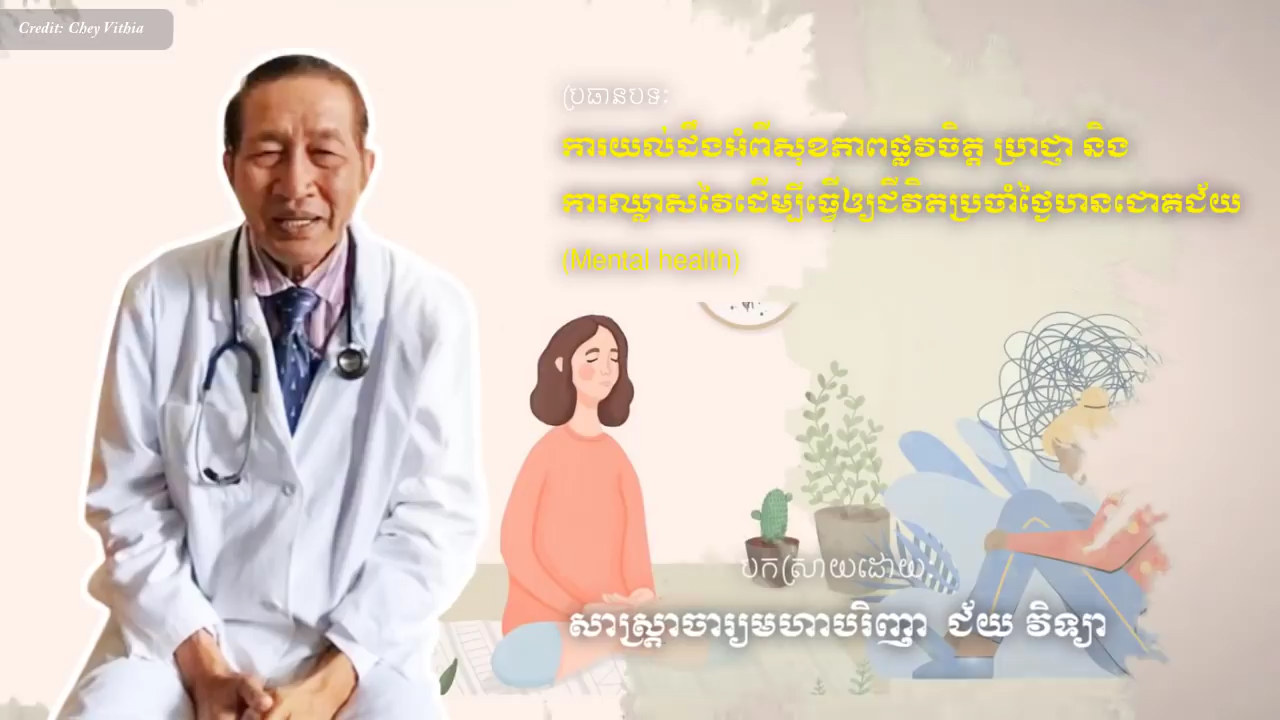 Credit: Chey Vithia
ប្រធានបទ៖
ការយល់ដឹងអំពីសុខភាពផ្លូវចិត្ត ប្រាជ្ញា និង
ការឈ្លាសវៃដើម្បីធ្វើឲ្យជីវិតប្រចាំថ្ងៃមានជោគជ័យ
(Mental health)
បកស្រាយដោយ៖
សាស្ត្រាចារ្យមហាបរិញ្ញា ជ័យ វិទ្យា